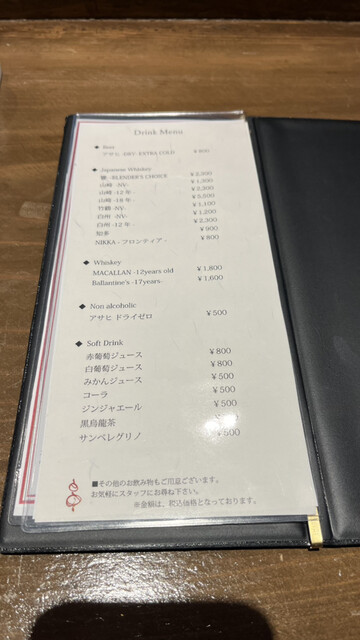 Drink Menu
◆ Beer
アサヒ -DRY- EXTRA COLD ¥800
◆ Japanese Whiskey
響 -BLENDER'S CHOICE ¥2,200
山崎 -NV- ¥1,300
山崎 -12年- ¥2,200
山崎 -18年- ¥5,500
竹鶴 -NV- ¥1,100
白州 -NV- ¥1,200
白州 -12年- ¥2,300
知多 ¥900
NIKKA - フロンティア - ¥800
◆ Whiskey
MACALLAN -12years old ¥1,800
Ballantine's -17years- ¥1,600
◆ Non alcoholic
アサヒ ドライゼロ ¥500
◆ Soft Drink
赤葡萄ジュース ¥800
白葡萄ジュース ¥800
みかんジュース ¥500
コーラ ¥500
ジンジャエール ¥500
黒烏龍茶 ¥500
サンペレグリノ ¥500
■その他のお飲み物もご用意ございます。
お気軽にスタッフにお尋ね下さい。
※金額は、税込価格となっております。